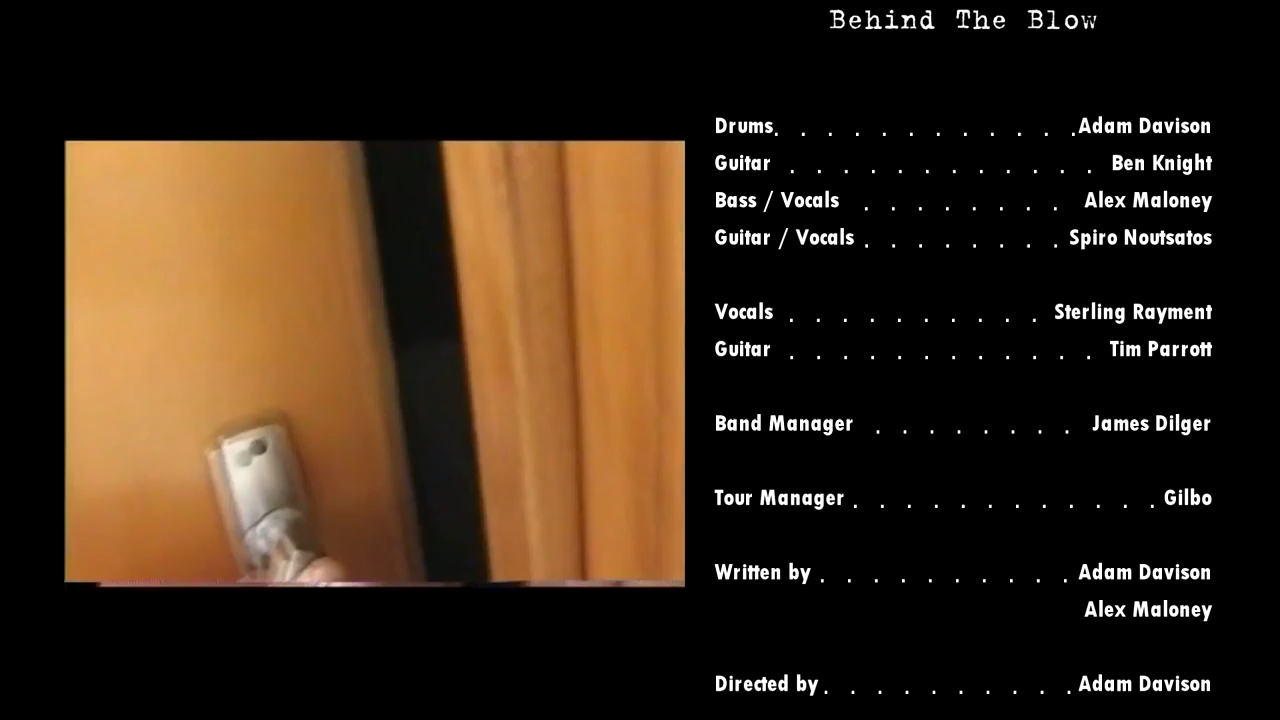 Behind The Blow
Drums. . . . . . . . . . . .Adam Davison
Guitar . . . . . . . . . . . . Ben Knight
Bass / Vocals . . . . . . . . Alex Maloney
Guitar / Vocals . . . . . . . . Spiro Noutsatos
Vocals . . . . . . . . . . Sterling Rayment
Guitar . . . . . . . . . . . . Tim Parrott
Band Manager . . . . . . . . James Dilger
Tour Manager . . . . . . . . . . . . Gilbo
Written by . . . . . . . . . . Adam Davison
Alex Maloney
Directed by . . . . . . . . . . Adam Davison